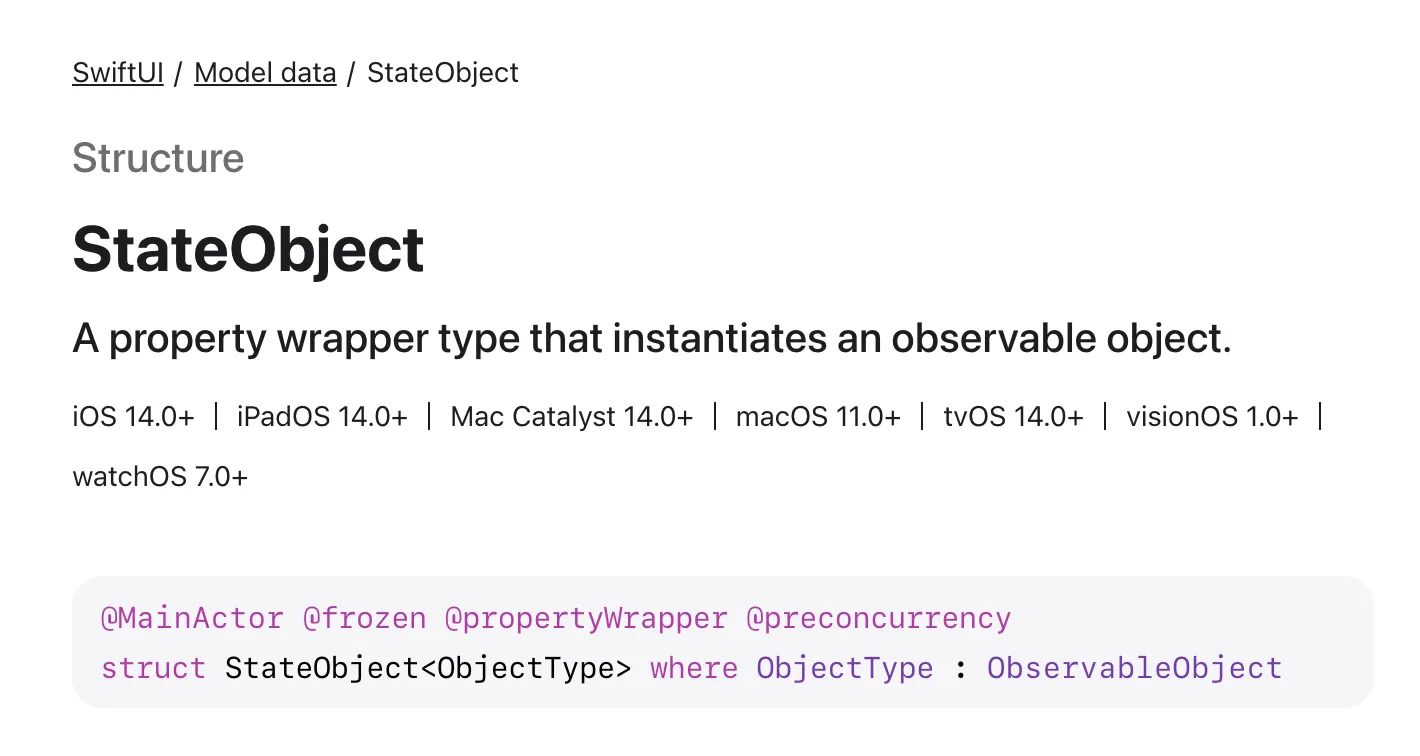 SwiftUI / Model data / StateObject
Structure
StateObject
A property wrapper type that instantiates an observable object.
iOS 14.0+ | iPadOS 14.0+ | Mac Catalyst 14.0+ | macOS 11.0+ | tvOS 14.0+ | visionOS 1.0+ |
watchOS 7.0+
@MainActor @frozen @propertyWrapper @preconcurrency
struct StateObject<ObjectType> where ObjectType : ObservableObject